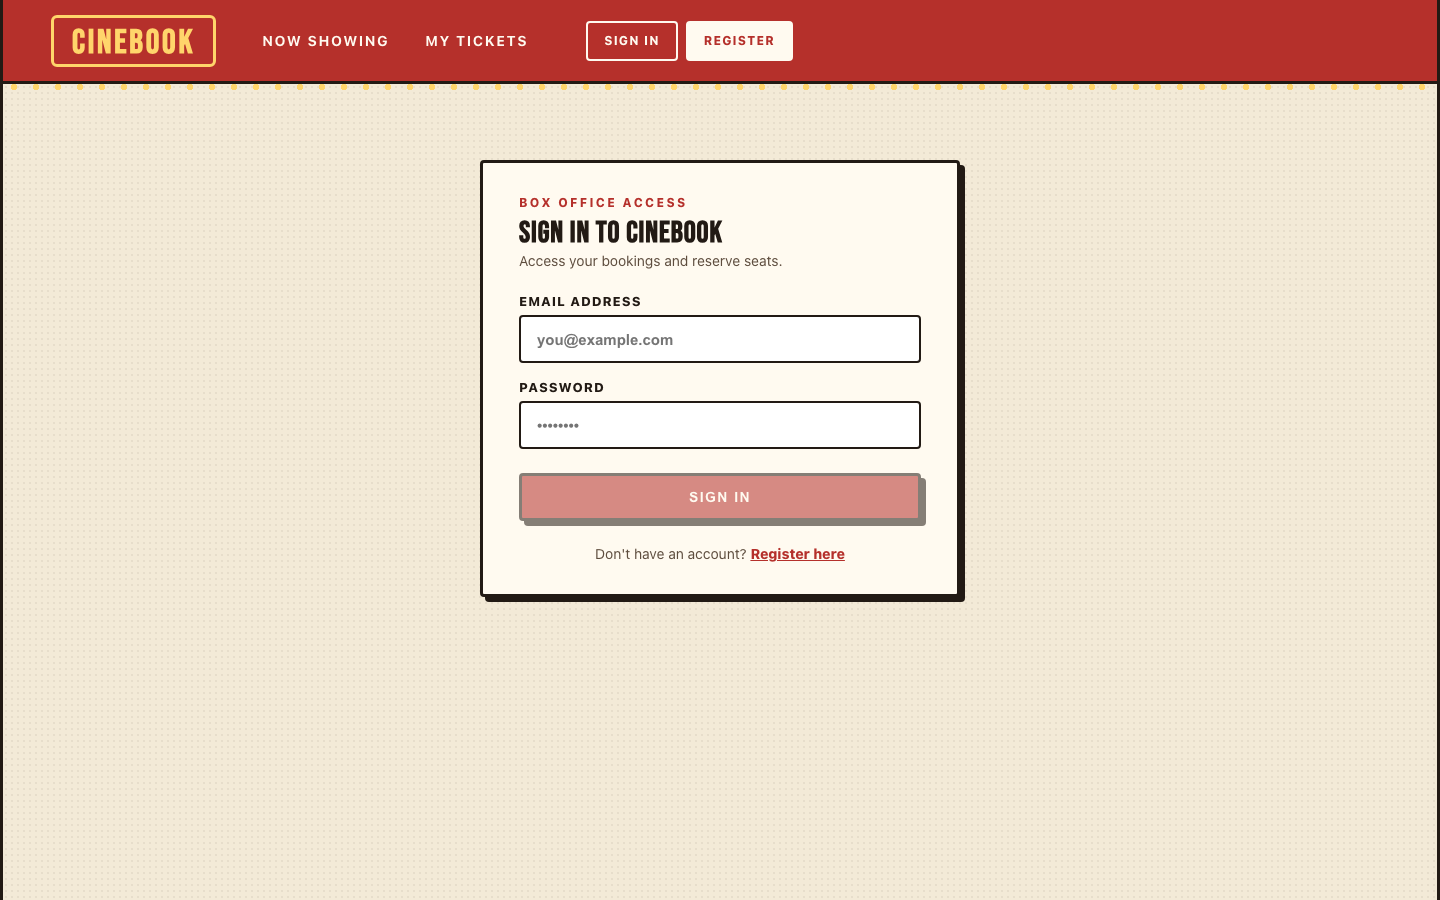 CINEBOOK
NOW SHOWING
MY TICKETS
SIGN IN
REGISTER
BOX OFFICE ACCESS
SIGN IN TO CINEBOOK
Access your bookings and reserve seats.
EMAIL ADDRESS
you@example.com
PASSWORD
••••••••
SIGN IN
Don't have an account? Register here